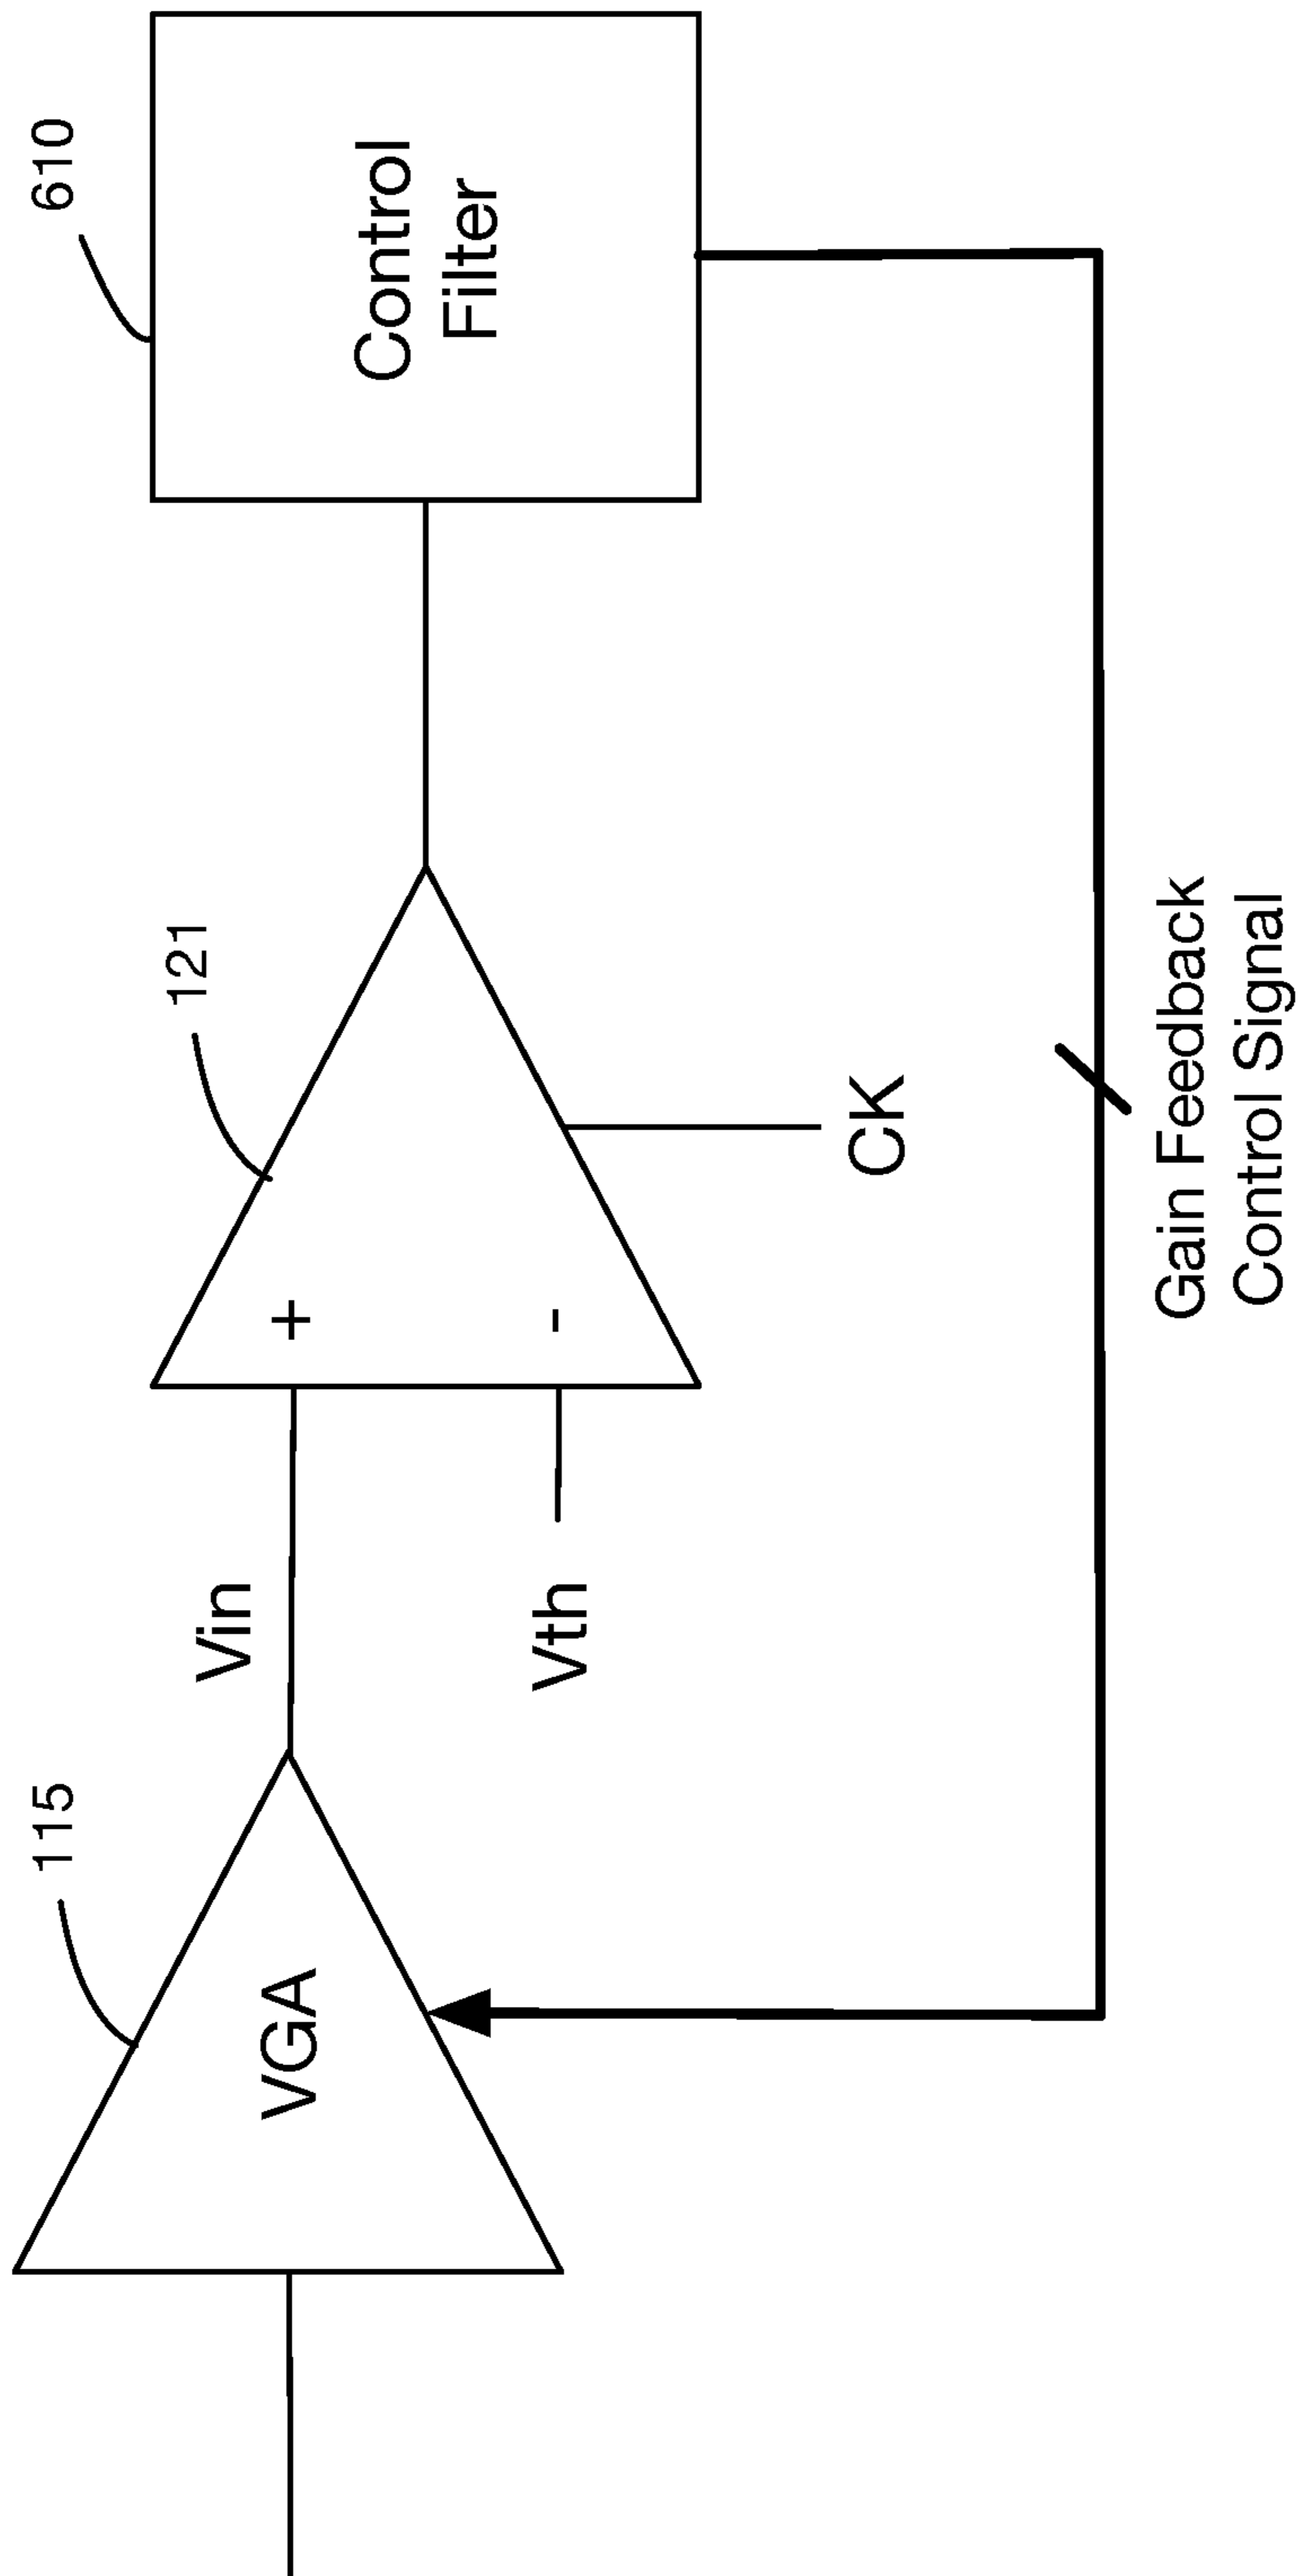 115
VGA
Vin
Vth
+
-
121
CK
610
Control
Filter
Gain Feedback
Control Signal